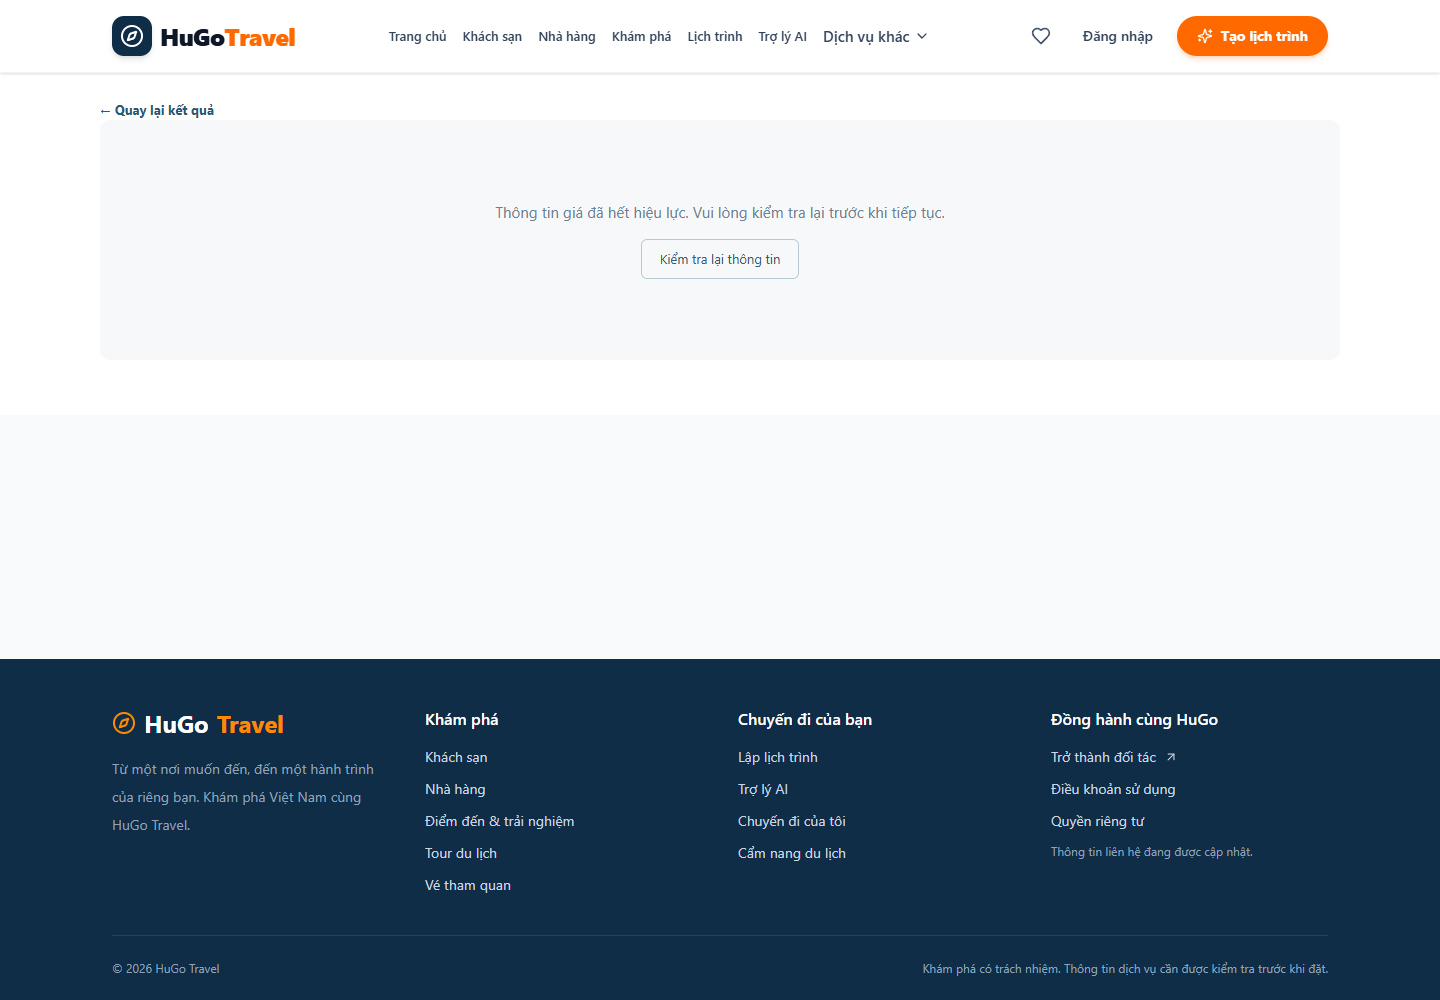 HuGoTravel
Trang chủ
Khách sạn
Nhà hàng
Khám phá
Lịch trình
Trợ lý AI
Dịch vụ khác
Đăng nhập
Tạo lịch trình
← Quay lại kết quả
Thông tin giá đã hết hiệu lực. Vui lòng kiểm tra lại trước khi tiếp tục.
Kiểm tra lại thông tin
HuGo Travel
Từ một nơi muốn đến, đến một hành trình
của riêng bạn. Khám phá Việt Nam cùng
HuGo Travel.
Khám phá
Khách sạn
Nhà hàng
Điểm đến & trải nghiệm
Tour du lịch
Vé tham quan
Chuyến đi của bạn
Lập lịch trình
Trợ lý AI
Chuyến đi của tôi
Cẩm nang du lịch
Đồng hành cùng HuGo
Trở thành đối tác
Điều khoản sử dụng
Quyền riêng tư
Thông tin liên hệ đang được cập nhật.
© 2026 HuGo Travel
Khám phá có trách nhiệm. Thông tin dịch vụ cần được kiểm tra trước khi đặt.